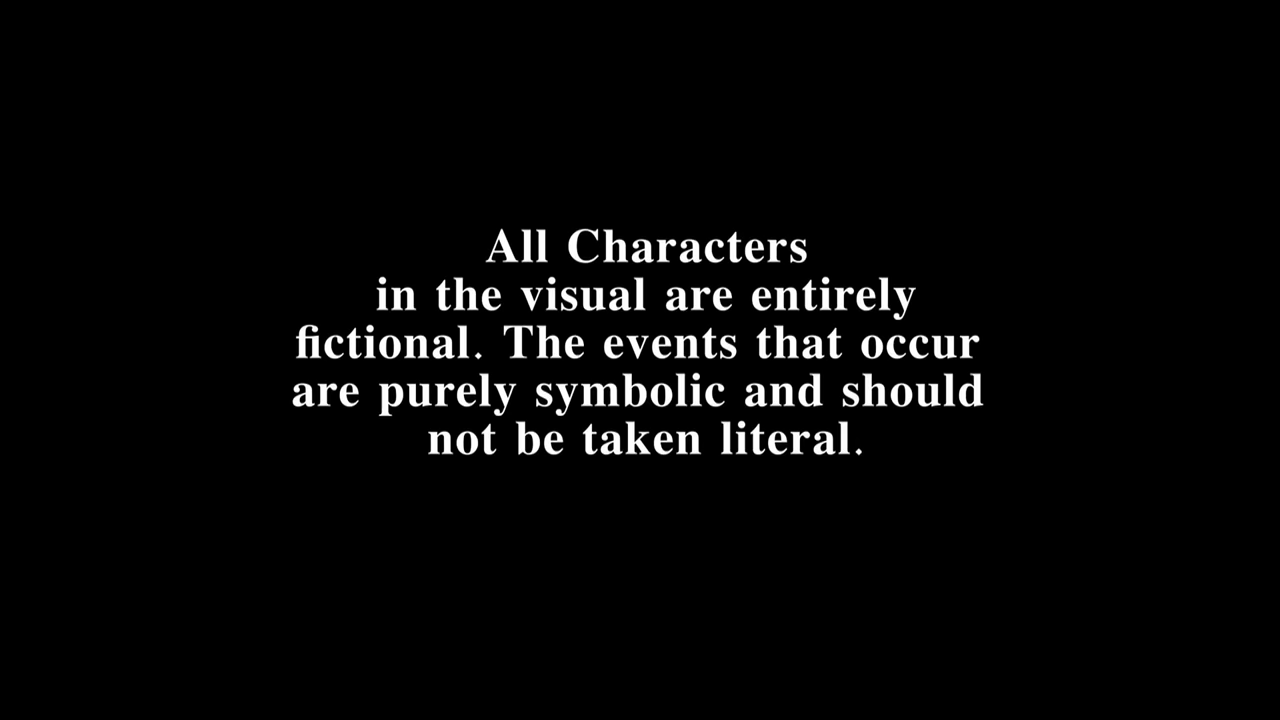 All Characters
in the visual are entirely
fictional. The events that occur
are purely symbolic and should
not be taken literal.